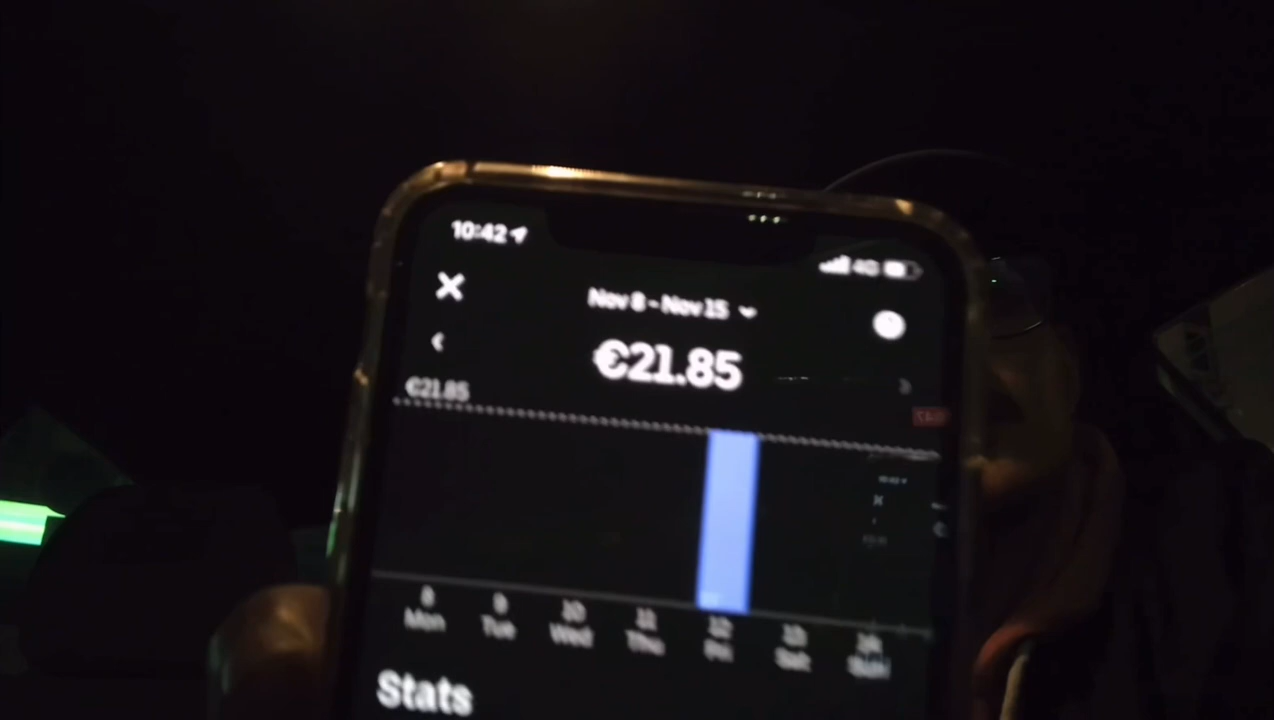 10:42
4G
Nov 8 - Nov 15
€21.85
€21.85
8 9 10 11 12 13 14
Mon Tue Wed Thu Fri Sat Sun
Stats